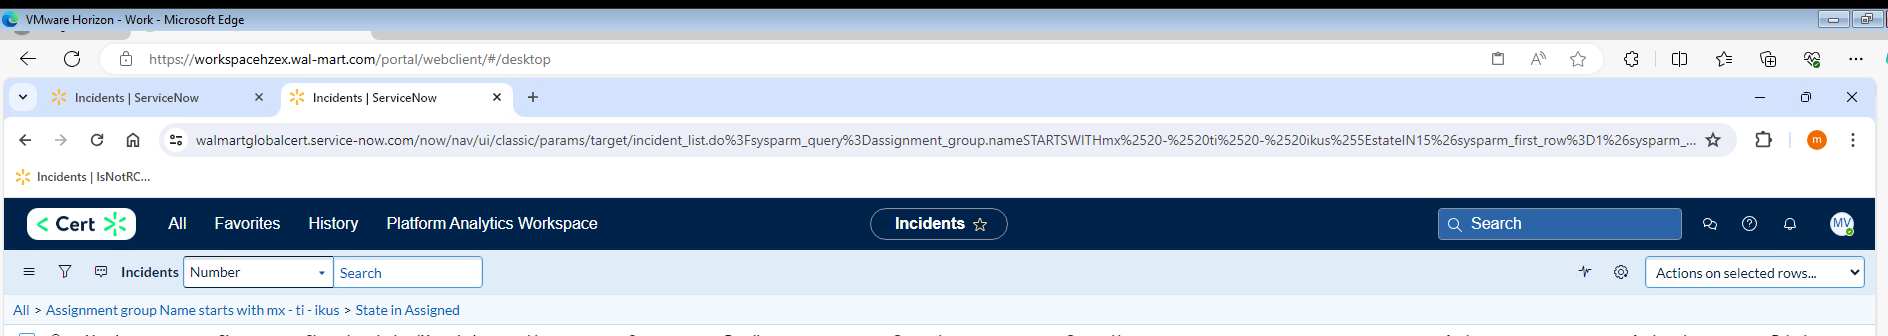 VMware Horizon - Work - Microsoft Edge
https://workspacehzex.wal-mart.com/portal/webclient/#/desktop
Incidents | ServiceNow
Incidents | ServiceNow
walmartglobalcert.service-now.com/now/nav/ui/classic/params/target/incident_list.do%3Fsysparm_query%3Dassignment_group.nameSTARTSWITHmx%2520-%2520ti%2520-%2520ikus%255EstateIN15%26sysparm_first_row%3D1%26sysparm_...
m
Incidents | IsNotRC...
Cert All Favorites History Platform Analytics Workspace Incidents Search MV
Incidents Number Search Actions on selected rows...
All > Assignment group Name starts with mx - ti - ikus > State in Assigned